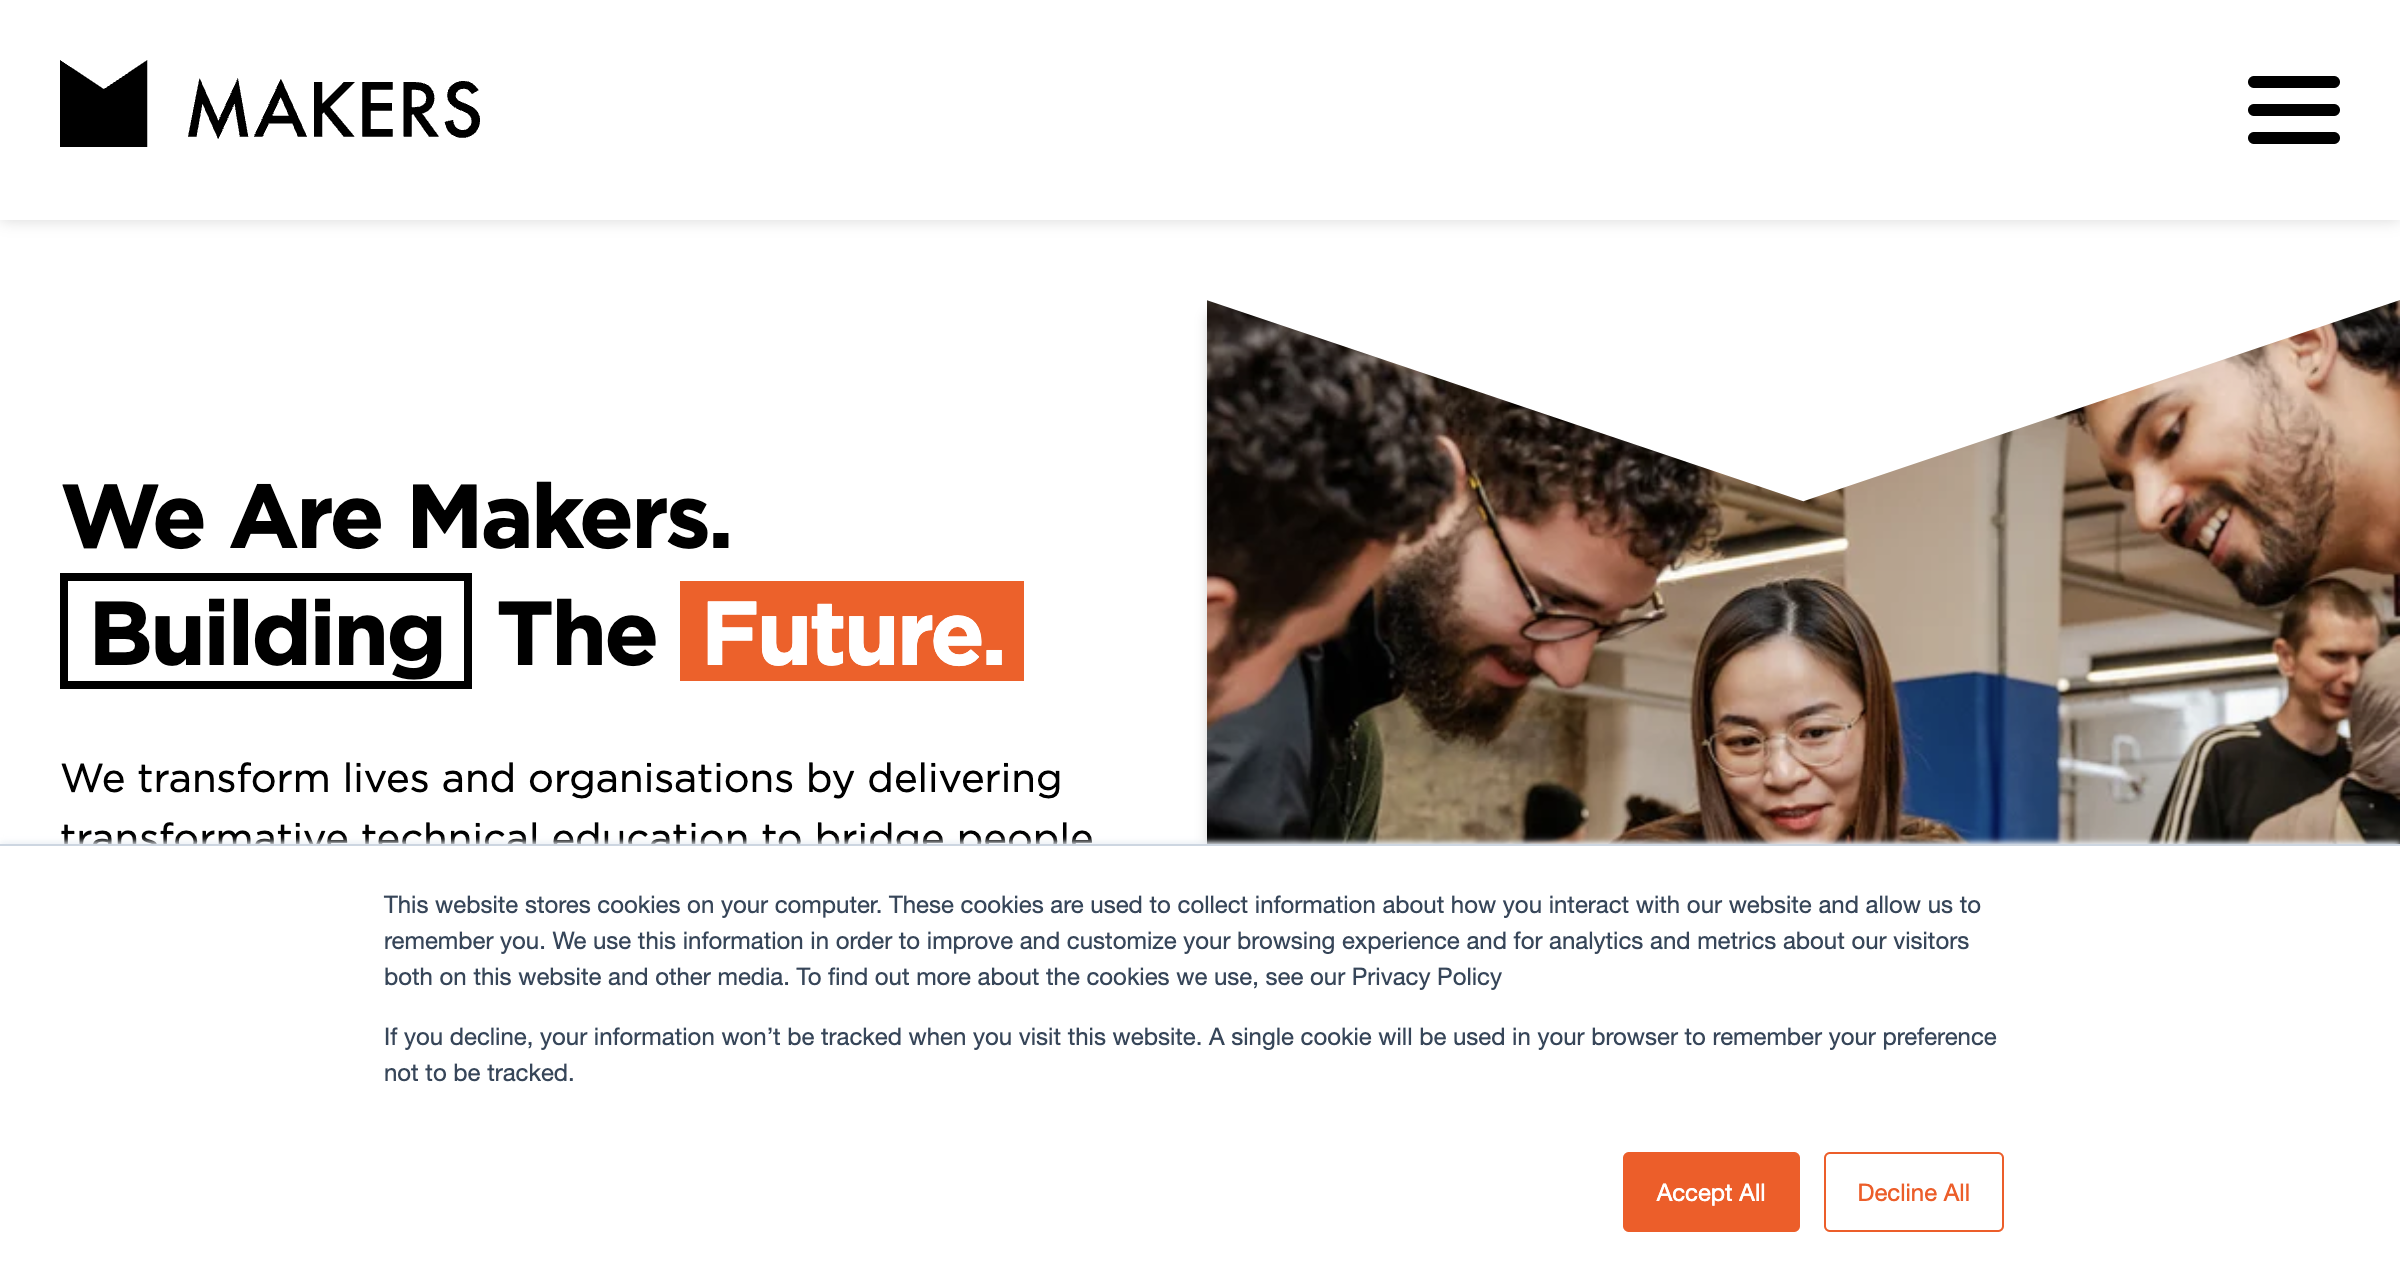 MAKERS
We Are Makers.
Building The Future.
We transform lives and organisations by delivering
transformative technical education to bridge people
This website stores cookies on your computer. These cookies are used to collect information about how you interact with our website and allow us to
remember you. We use this information in order to improve and customize your browsing experience and for analytics and metrics about our visitors
both on this website and other media. To find out more about the cookies we use, see our Privacy Policy
If you decline, your information won’t be tracked when you visit this website. A single cookie will be used in your browser to remember your preference
not to be tracked.
Accept All
Decline All